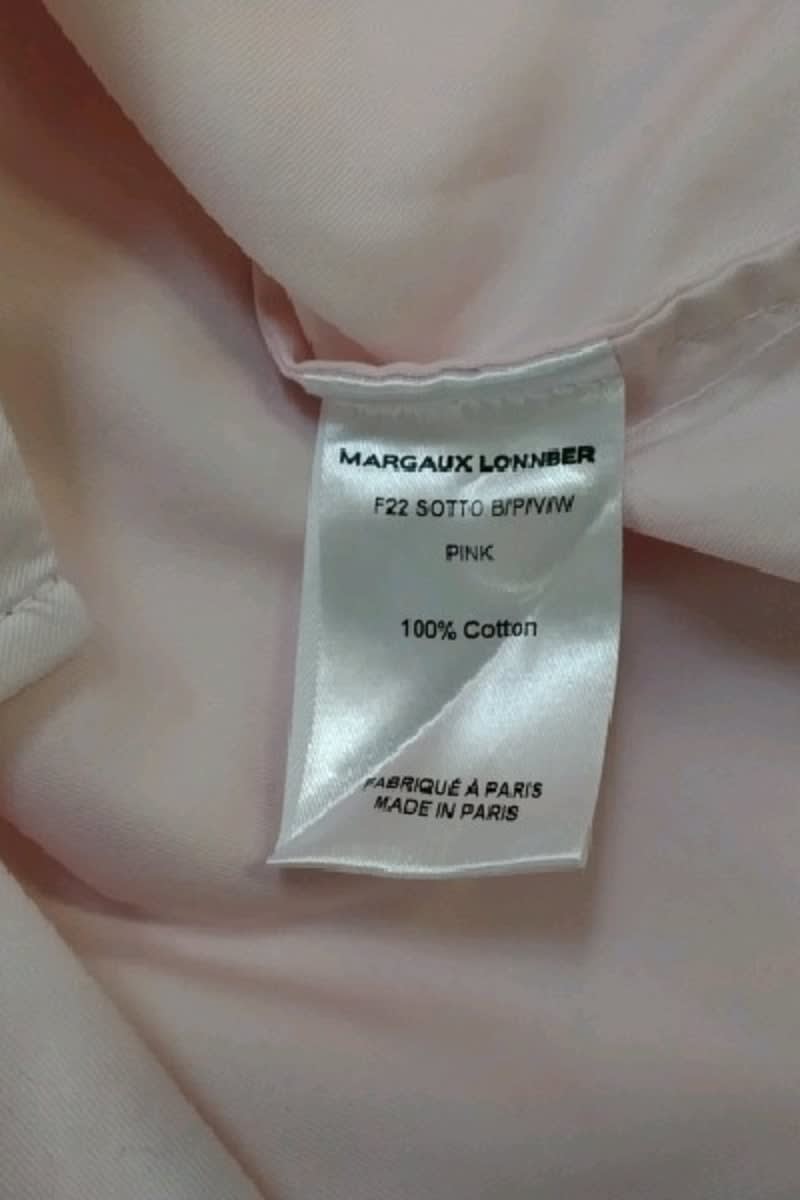 MARGAUX LONNBER
F22 SOTTO B/P/V/W
PINK
100% Cotton
FABRIQUÉ À PARIS
MADE IN PARIS